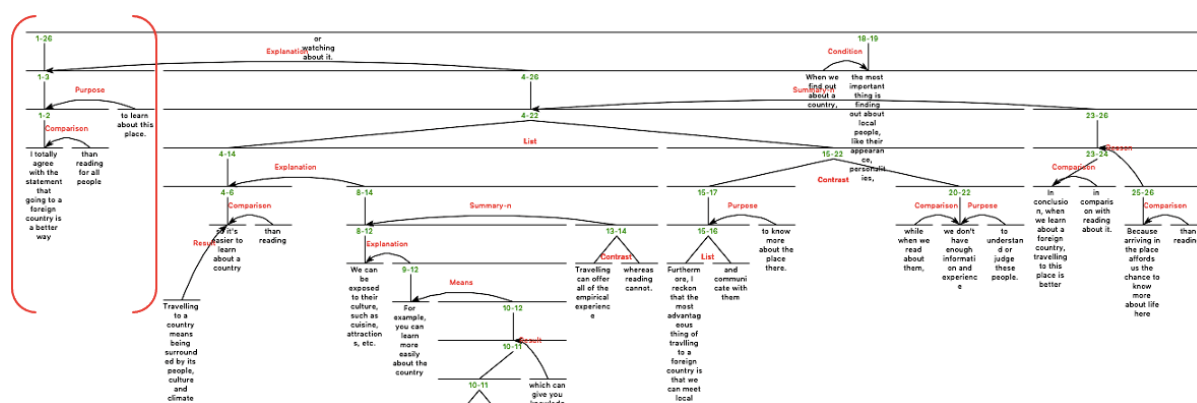 1-26
or
watching
about it.
18-19
Explanation
Condition
1-3
4-26
When we
find out
about a
country,
the most
important
thing is
finding
out about
local
people,
like their
appearan
ce,
personalit
ies,
Purpose
Summary-n
1-2
to learn
about this
place.
4-22
23-26
Comparison
List
Reason
I totally
agree
with the
statement
that
going to a
foreign
country is
a better
way
than
reading
for all
people
4-14
15-22
23-24
Explanation
Contrast
Comparison
4-6
8-14
15-17
20-22
In
conclusio
n, when
we learn
about a
foreign
country,
travelling
to this
place is
better
in
comparis
on with
reading
about it.
25-26
Comparison
Summary-n
Purpose
Comparison
Purpose
Comparison
so it's
easier to
learn
about a
country
than
reading
8-12
13-14
15-16
to know
more
about the
place
there.
while
when we
read
about
them,
we don't
have
enough
informati
on and
experienc
e
to
understan
d or
judge
these
people.
Because
arriving in
the place
affords
us the
chance to
know
more
about life
here
than
readin
Result
Explanation
Contrast
List
We can
be
exposed
to their
culture,
such as
cuisine,
attraction
s, etc.
9-12
Travelling
can offer
all of the
empirical
experienc
e
whereas
reading
cannot.
Furtherm
ore, I
reckon
that the
most
advantag
eous
thing of
travlling
to a
foreign
country is
that we
can meet
local
and
communi
cate with
them
Means
Travelling
to a
country
means
being
surround
ed by its
people,
culture
and
climate
For
example,
you can
learn
more
easily
about the
country
10-12
Result
10-11
10-11
which can
give you